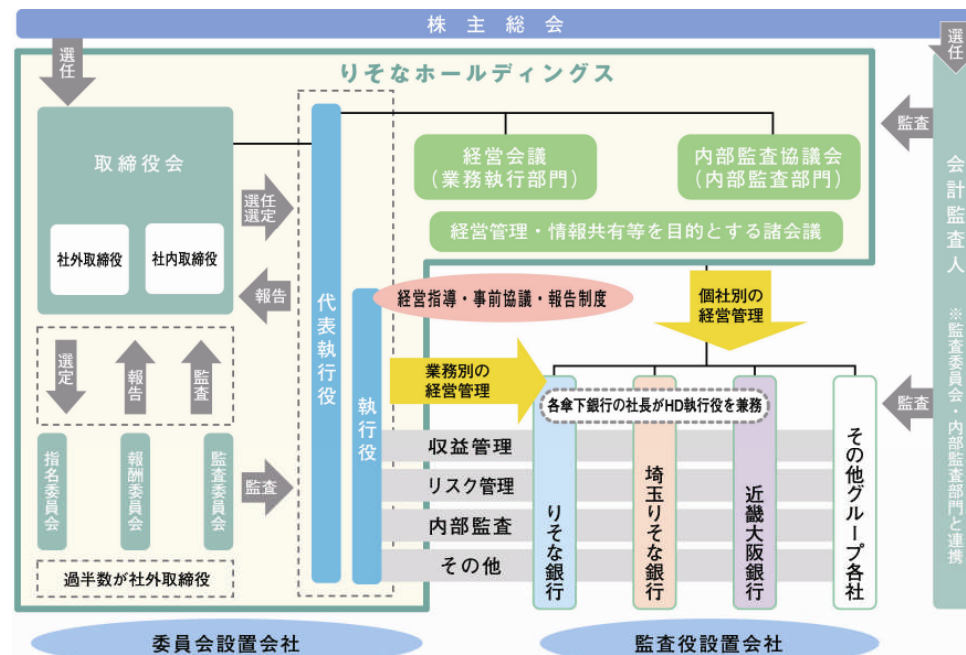 株主総会
選任
選任
りそなホールディングス
取締役会
社外取締役
社内取締役
選任
選定
報告
経営会議
(業務執行部門)
内部監査協議会
(内部監査部門)
経営管理・情報共有等を目的とする諸会議
監査
会計監査人
※監査委員会・内部監査部門と連携
代表執行役
執行役
経営指導・事前協議・報告制度
個社別の
経営管理
業務別の
経営管理
選定
報告
監査
指名委員会
報酬委員会
監査委員会
監査
過半数が社外取締役
各傘下銀行の社長がHD執行役を兼務
監査
収益管理
リスク管理
内部監査
その他
りそな銀行
埼玉りそな銀行
近畿大阪銀行
その他グループ各社
委員会設置会社
監査役設置会社